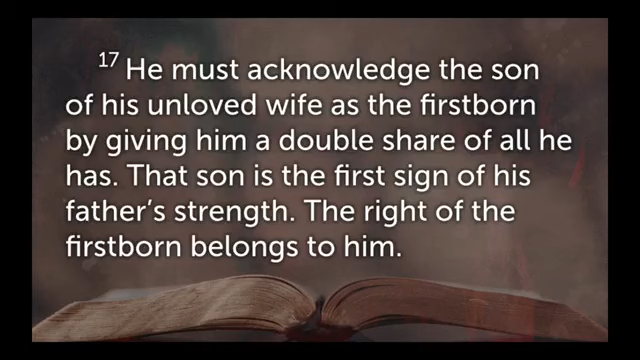 17 He must acknowledge the son
of his unloved wife as the firstborn
by giving him a double share of all he
has. That son is the first sign of his
father’s strength. The right of the
firstborn belongs to him.